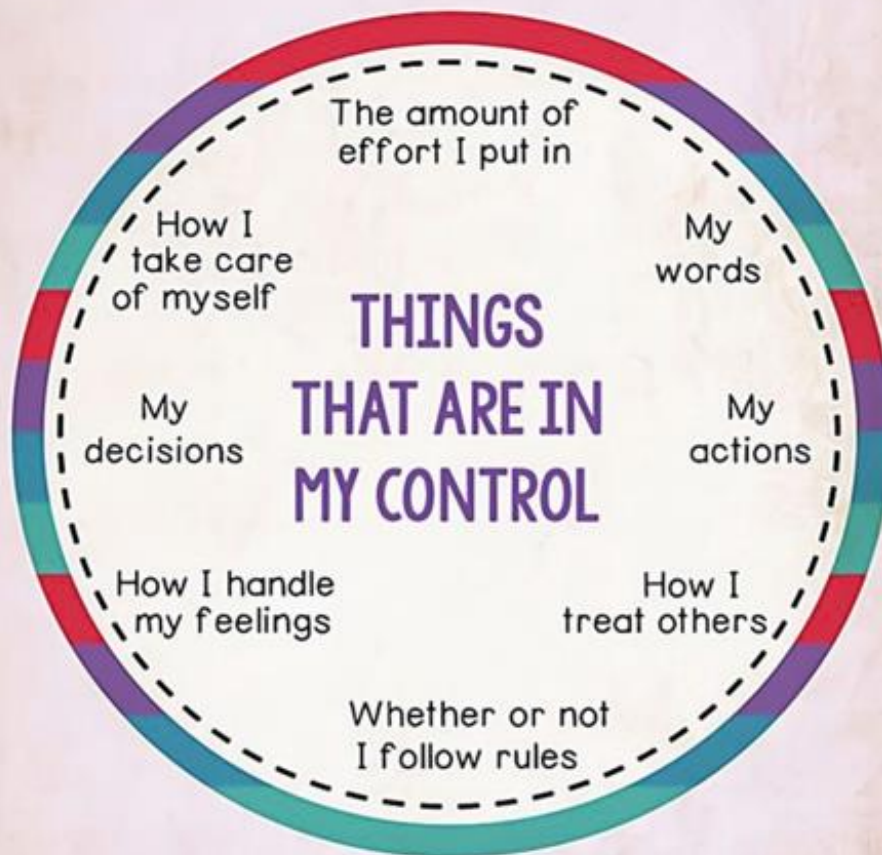 The amount of
effort I put in
My
words
My
actions
How I
treat others
Whether or not
I follow rules
How I handle
my feelings
My
decisions
How I
take care
of myself
THINGS
THAT ARE IN
MY CONTROL